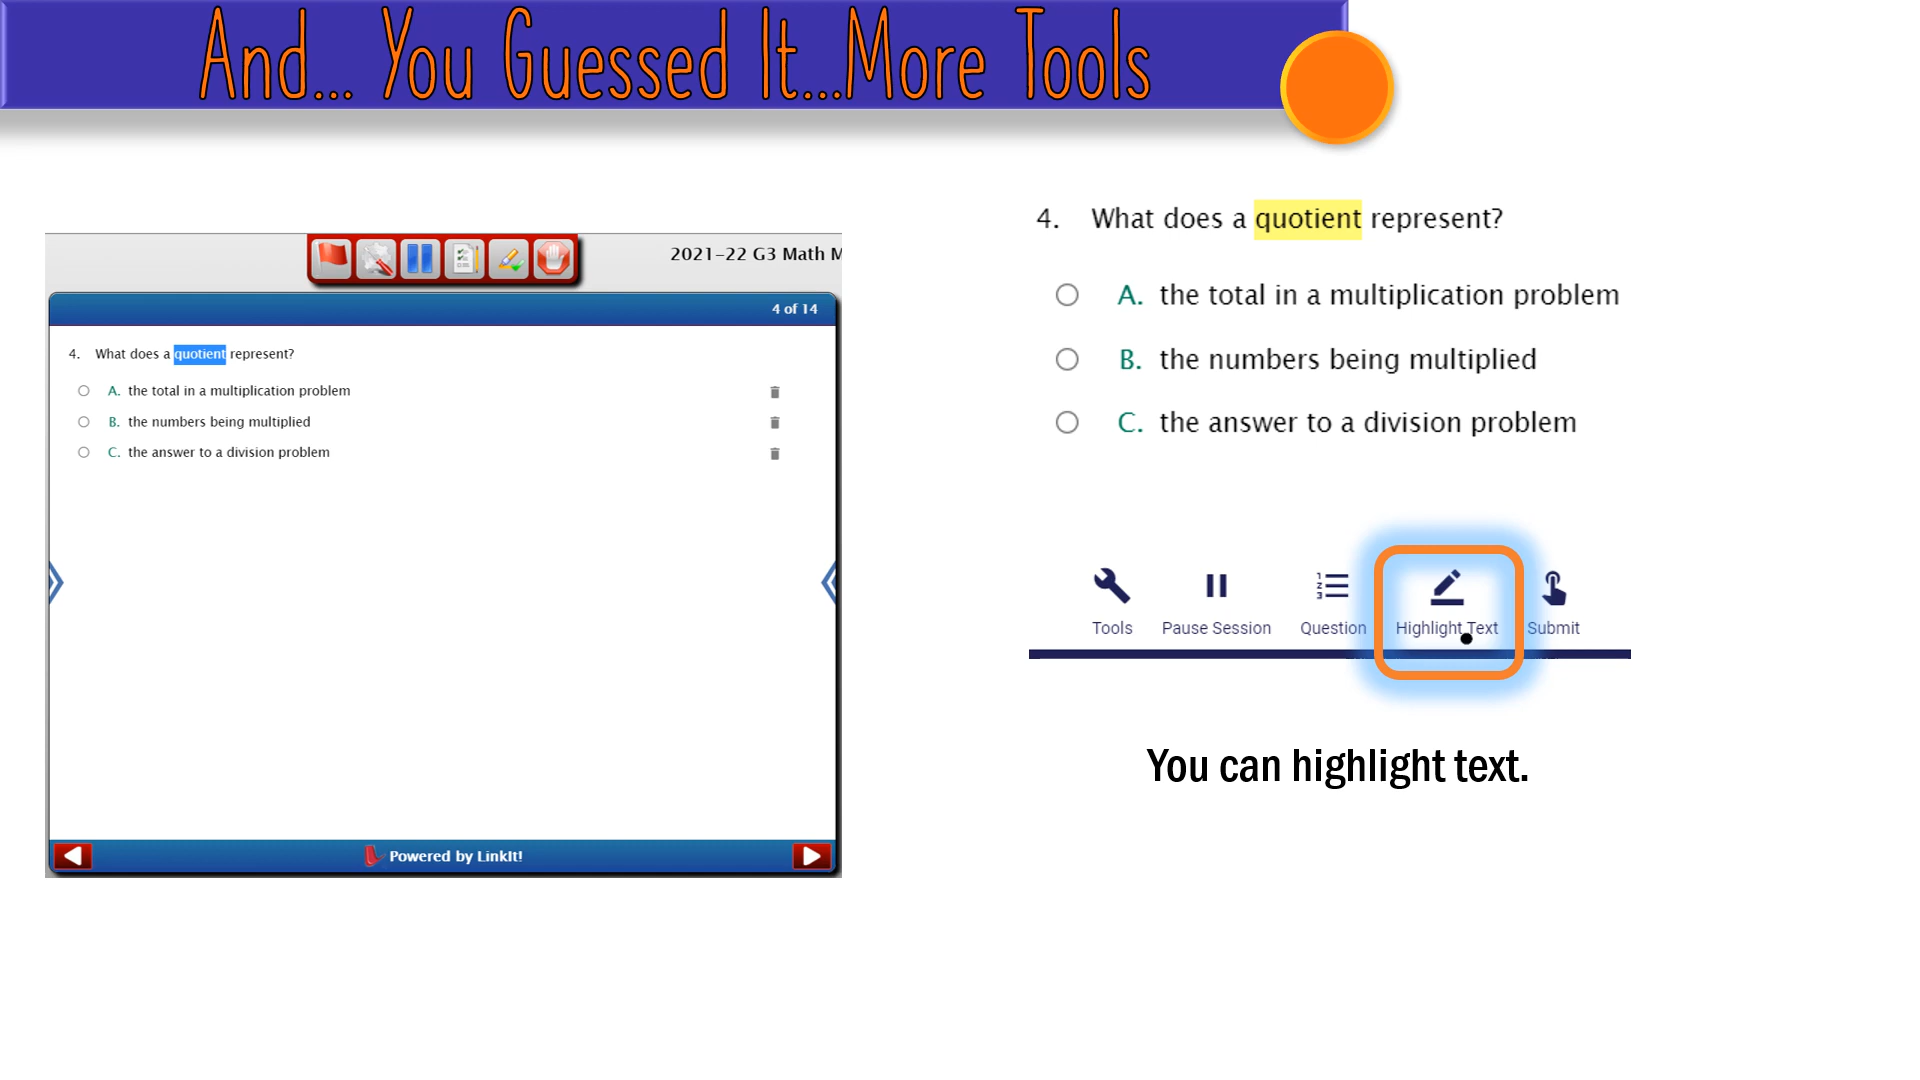 And... You Guessed It...More Tools
2021-22 G3 Math M
4 of 14
4. What does a quotient represent?
A. the total in a multiplication problem
B. the numbers being multiplied
C. the answer to a division problem
Powered by LinkIt!
4. What does a quotient represent?
A. the total in a multiplication problem
B. the numbers being multiplied
C. the answer to a division problem
Tools Pause Session Question Highlight Text Submit
You can highlight text.